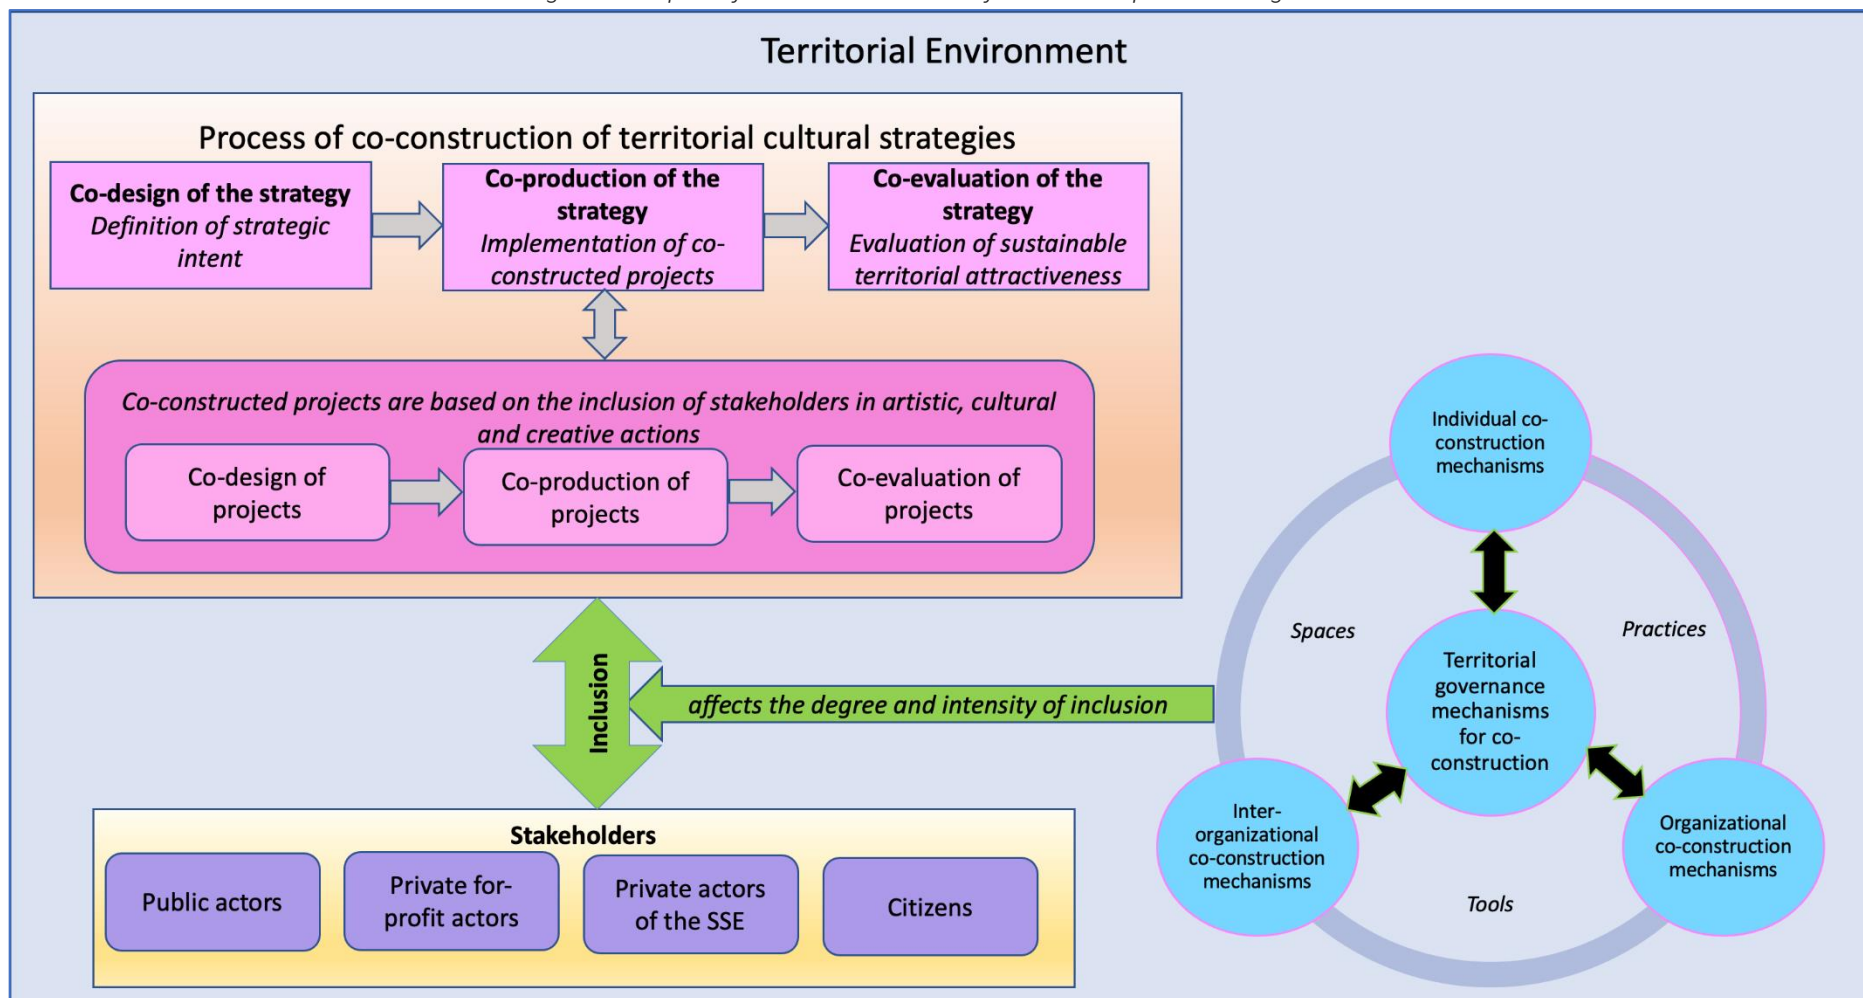 Territorial Environment
Process of co-construction of territorial cultural strategies
Co-design of the strategy
Definition of strategic
intent
Co-production of the
strategy
Implementation of co-
constructed projects
Co-evaluation of the
strategy
Evaluation of sustainable
territorial attractiveness
Co-constructed projects are based on the inclusion of stakeholders in artistic, cultural
and creative actions
Co-design of
projects
Co-production of
projects
Co-evaluation of
projects
Inclusion
affects the degree and intensity of inclusion
Stakeholders
Public actors
Private for-
profit actors
Private actors
of the SSE
Citizens
Individual co-
construction
mechanisms
Spaces
Practices
Territorial
governance
mechanisms
for co-
construction
Inter-
organizational
co-construction
mechanisms
Organizational
co-construction
mechanisms
Tools